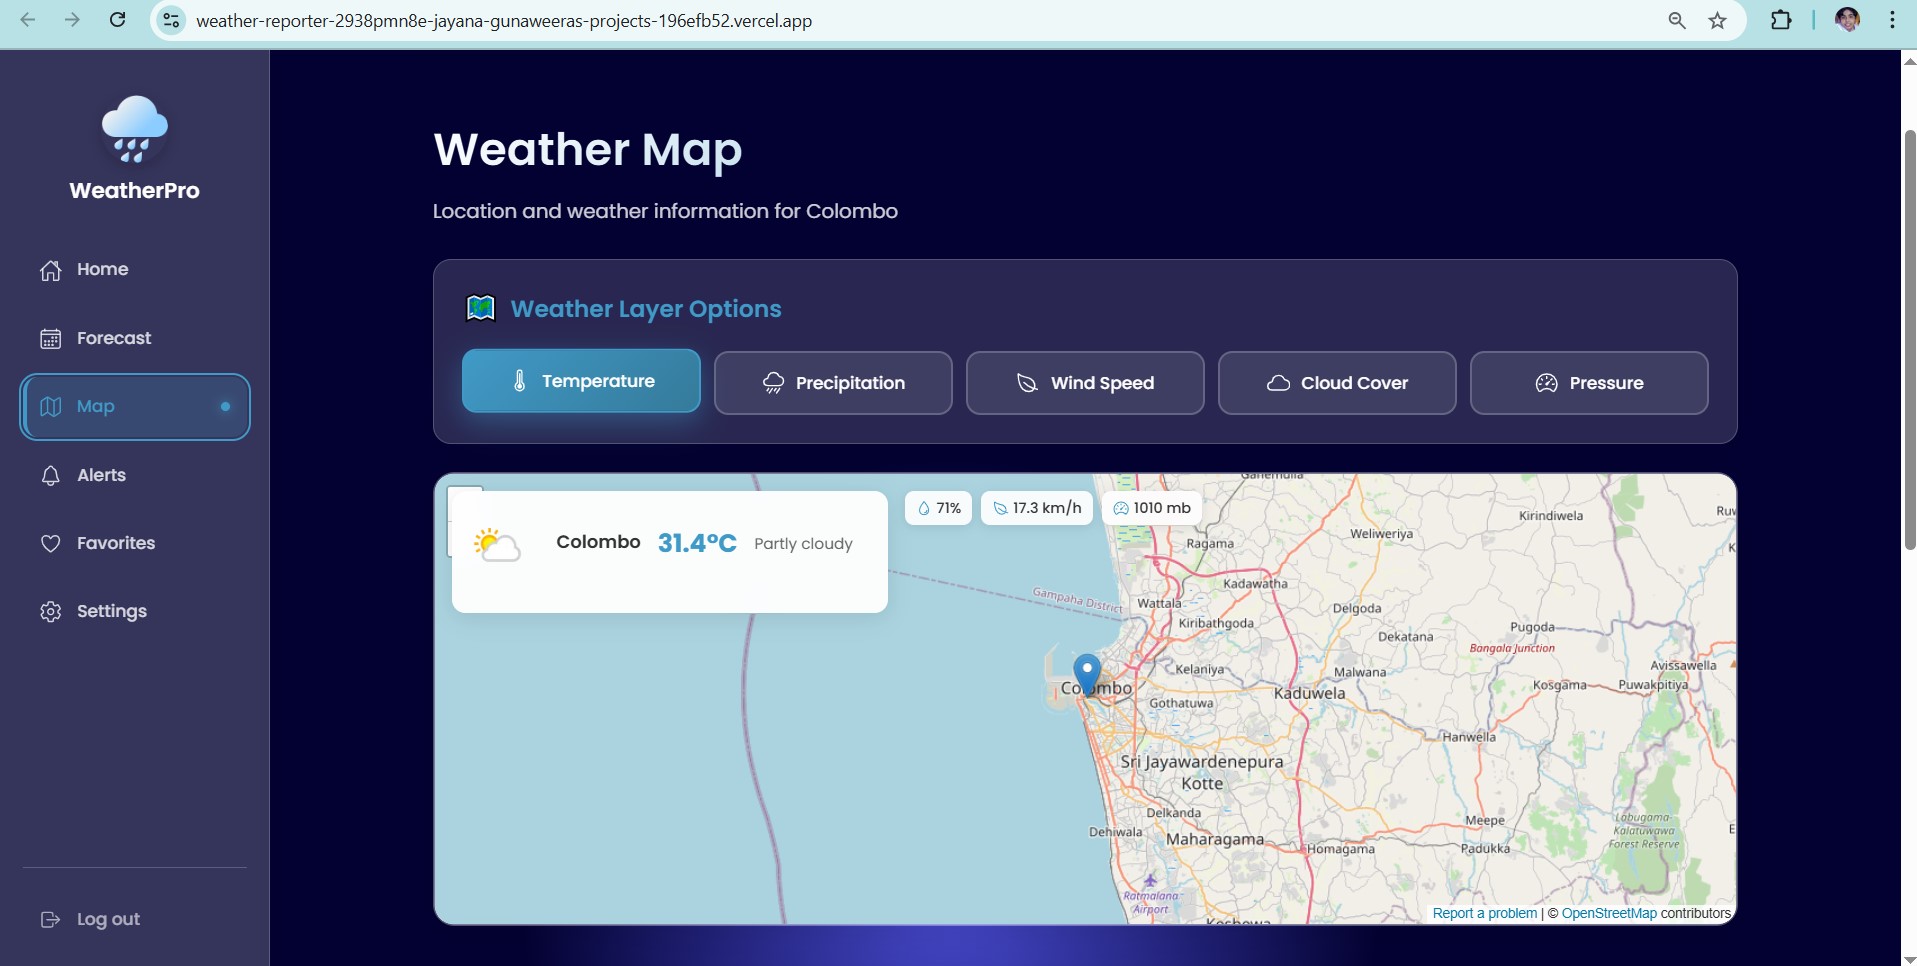 weather-reporter-2938pmn8e-jayana-gunaweeras-projects-196efb52.vercel.app
WeatherPro
Home
Forecast
Map
Alerts
Favorites
Settings
Log out
Weather Map
Location and weather information for Colombo
Weather Layer Options
Temperature
Precipitation
Wind Speed
Cloud Cover
Pressure
Colombo 31.4°C Partly cloudy
71%
17.3 km/h
1010 mb
Ganemulla
Kirindiwela
Weliweriya
Ragama
Kadawatha
Gampaha District
Wattala
Delgoda
Kiribathgoda
Pugoda
Dekatana
Bangala Junction
Kelaniya
Malwana
Avissawella
Colombo
Kaduwela
Kosgama
Puwakpitiya
Gothatuwa
Hanwella
Sri Jayawardenepura
Kotte
Delkanda
Meepe
Dehiwala
Maharagama
Homagama
Padukka
Labugama-
Kalatuwawa
Forest Reserve
Ratmalana
Airport
Report a problem | © OpenStreetMap contributors